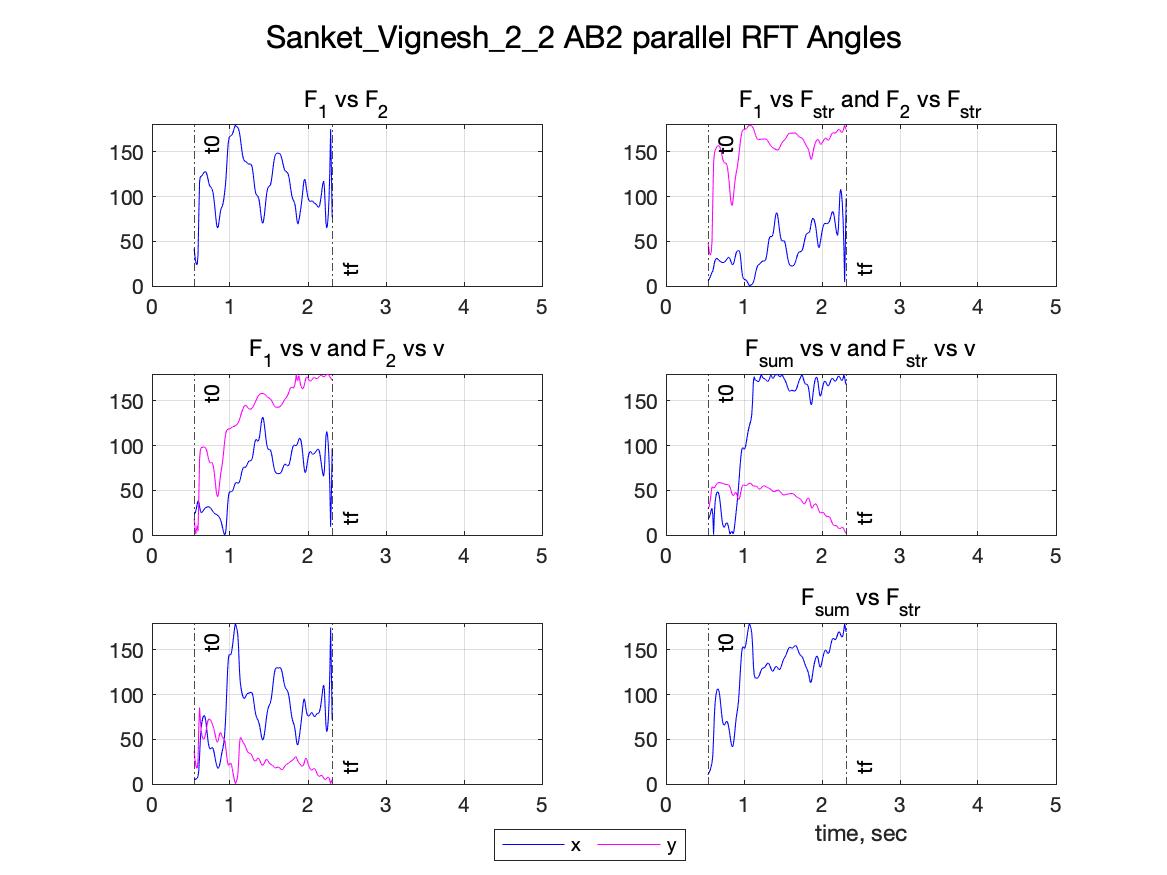 Sanket_Vignesh_2_2 AB2 parallel RFT Angles
F1 vs F2
150
100
50
0
t0
tf
0 1 2 3 4 5
F1 vs Fstr and F2 vs Fstr
150
100
50
0
t0
tf
0 1 2 3 4 5
F1 vs v and F2 vs v
150
100
50
0
t0
tf
0 1 2 3 4 5
Fsum vs v and Fstr vs v
150
100
50
0
t0
tf
0 1 2 3 4 5
150
100
50
0
t0
tf
0 1 2 3 4 5
Fsum vs Fstr
150
100
50
0
t0
tf
0 1 2 3 4 5
time, sec
x y